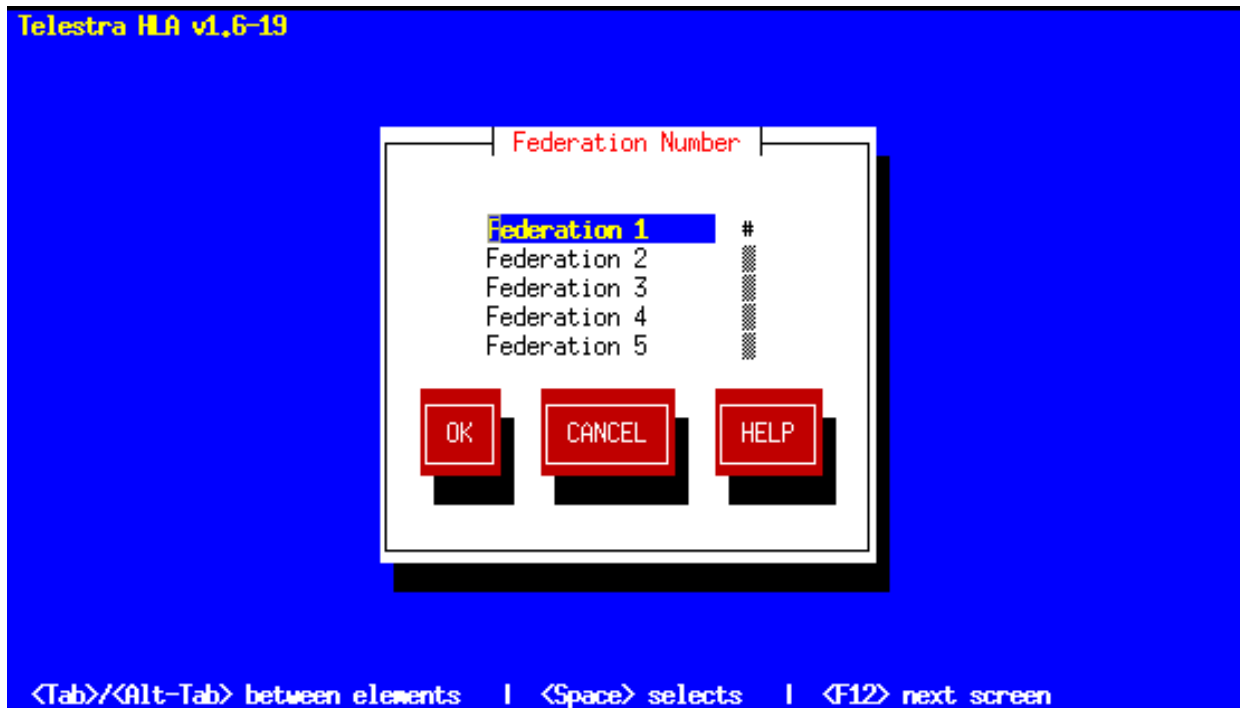 Telestra HLA v1.6-19
Federation Number
Federation 1 #
Federation 2
Federation 3
Federation 4
Federation 5
OK CANCEL HELP
<Tab>/<Alt-Tab> between elements | <Space> selects | <F12> next screen